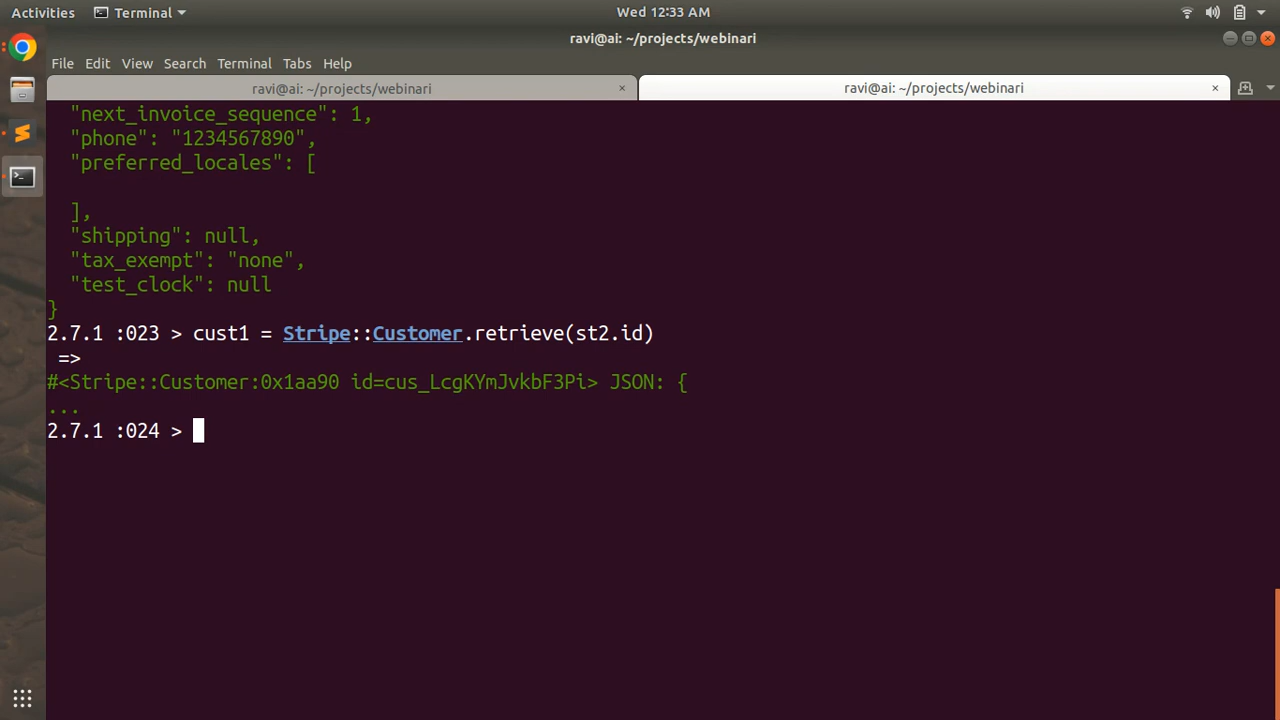 Activities Terminal Wed 12:33 AM
ravi@ai: ~/projects/webinari
File Edit View Search Terminal Tabs Help
ravi@ai: ~/projects/webinari × ravi@ai: ~/projects/webinari ×
"next_invoice_sequence": 1,
"phone": "1234567890",
"preferred_locales": [
],
"shipping": null,
"tax_exempt": "none",
"test_clock": null
}
2.7.1 :023 > cust1 = Stripe::Customer.retrieve(st2.id)
=>
#<Stripe::Customer:0x1aa90 id=cus_LcgKYmJvkbF3Pi> JSON: {
...
2.7.1 :024 >